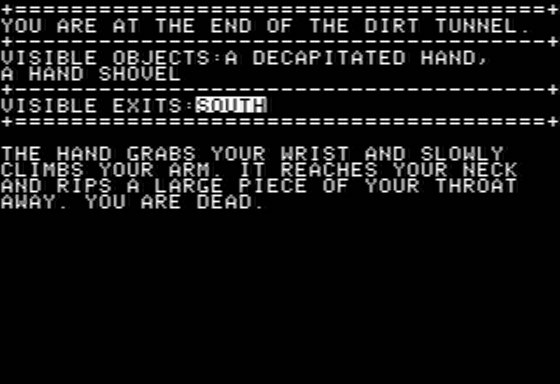 +=======================================+
YOU ARE AT THE END OF THE DIRT TUNNEL.
+---------------------------------------+
VISIBLE OBJECTS:A DECAPITATED HAND,
A HAND SHOVEL
+---------------------------------------+
VISIBLE EXITS:SOUTH
+=======================================+
THE HAND GRABS YOUR WRIST AND SLOWLY
CLIMBS YOUR ARM. IT REACHES YOUR NECK
AND RIPS A LARGE PIECE OF YOUR THROAT
AWAY. YOU ARE DEAD.